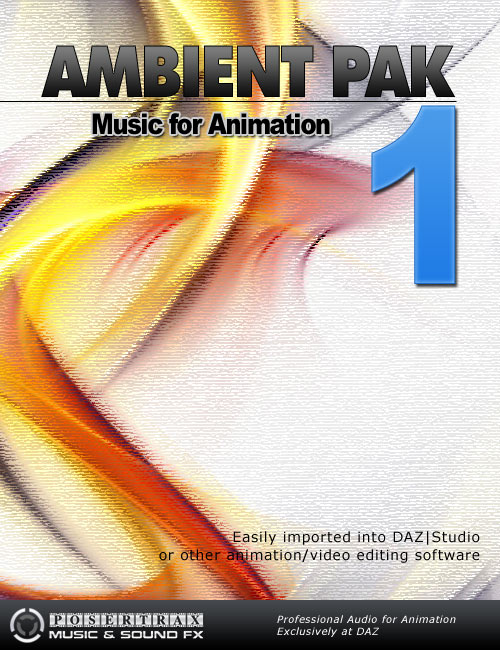 AMBIENT PAK
Music for Animation
1
Easily imported into DAZ|Studio
or other animation/video editing software
POSERTRAX
MUSIC & SOUND FX
Professional Audio for Animation
Exclusively at DAZ